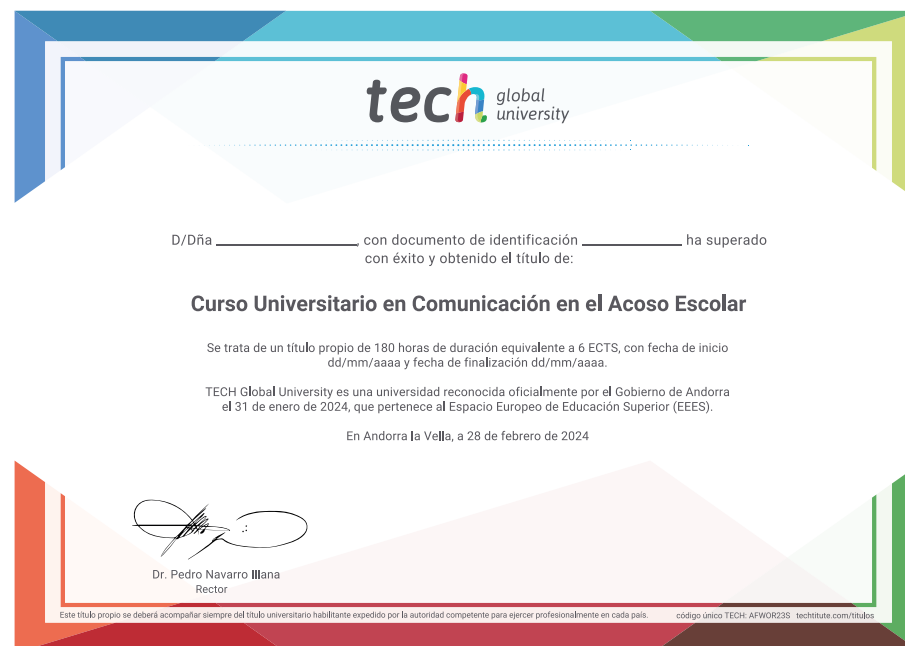 tech global university
D/Dña ____________________, con documento de identificación ______________ ha superado
con éxito y obtenido el título de:
Curso Universitario en Comunicación en el Acoso Escolar
Se trata de un título propio de 180 horas de duración equivalente a 6 ECTS, con fecha de inicio
dd/mm/aaaa y fecha de finalización dd/mm/aaaa.
TECH Global University es una universidad reconocida oficialmente por el Gobierno de Andorra
el 31 de enero de 2024, que pertenece al Espacio Europeo de Educación Superior (EEES).
En Andorra la Vella, a 28 de febrero de 2024
Dr. Pedro Navarro Illana
Rector
Este título propio se deberá acompañar siempre del título universitario habilitante expedido por la autoridad competente para ejercer profesionalmente en cada país. código único TECH: AFWOR23S techtitute.com/titulos